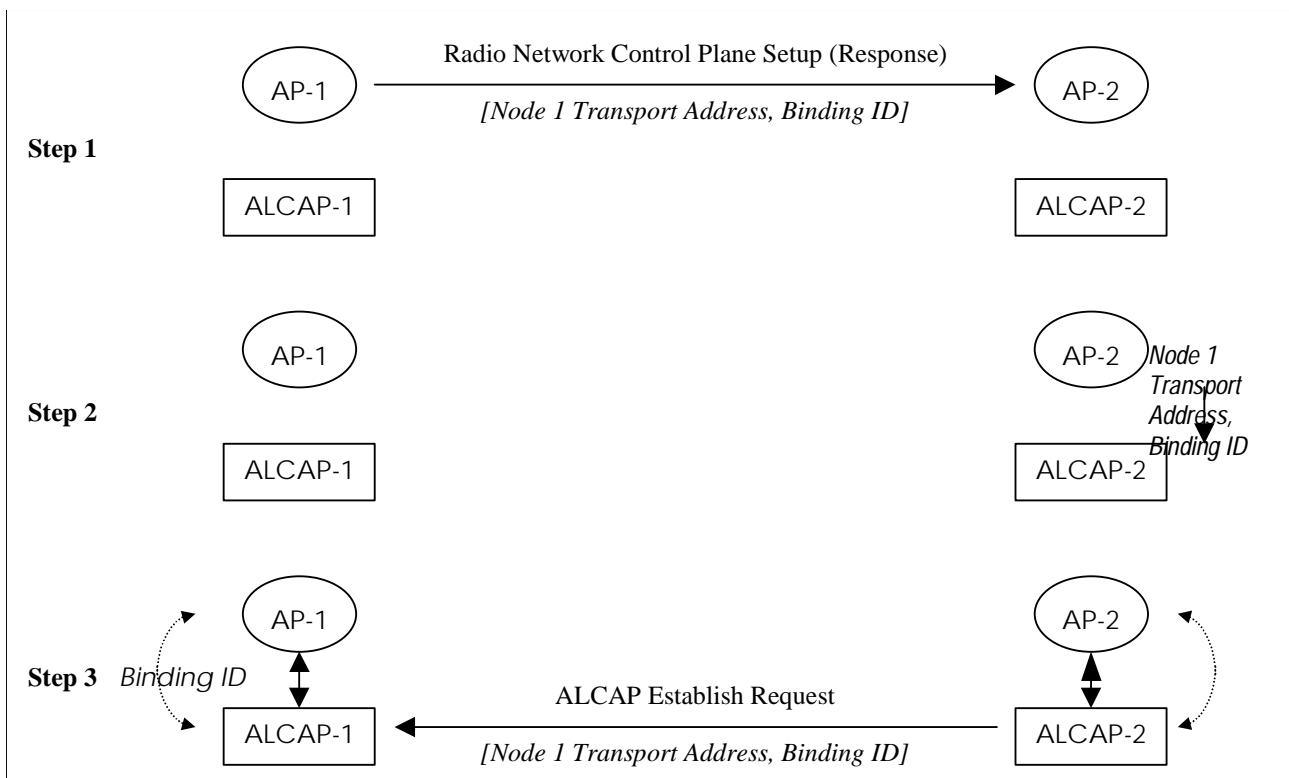 Radio Network Control Plane Setup (Response)
AP-1
AP-2
[Node 1 Transport Address, Binding ID]
Step 1
ALCAP-1
ALCAP-2
AP-1
AP-2
Node 1
Transport
Address,
Binding ID
Step 2
ALCAP-1
ALCAP-2
AP-1
AP-2
Step 3
Binding ID
ALCAP Establish Request
ALCAP-1
ALCAP-2
[Node 1 Transport Address, Binding ID]